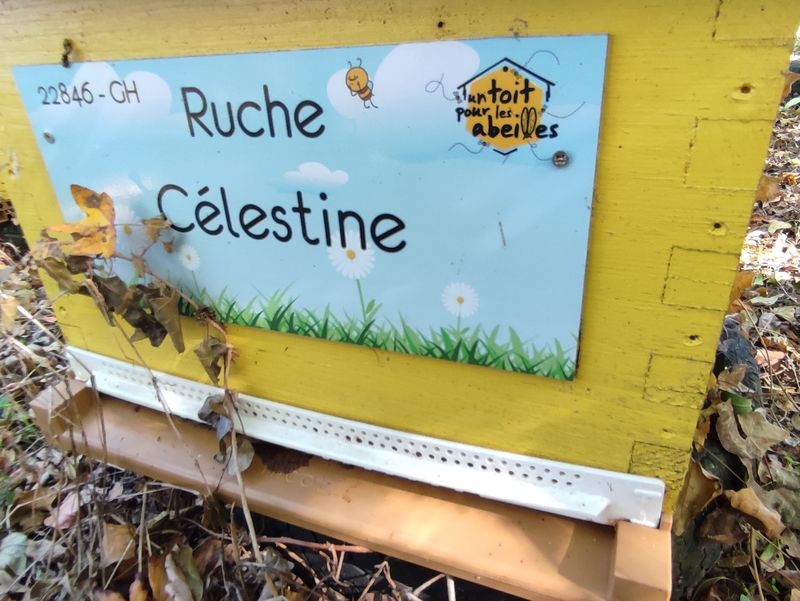 22846 - GH
Ruche
Célestine
un toit
pour les
abeilles